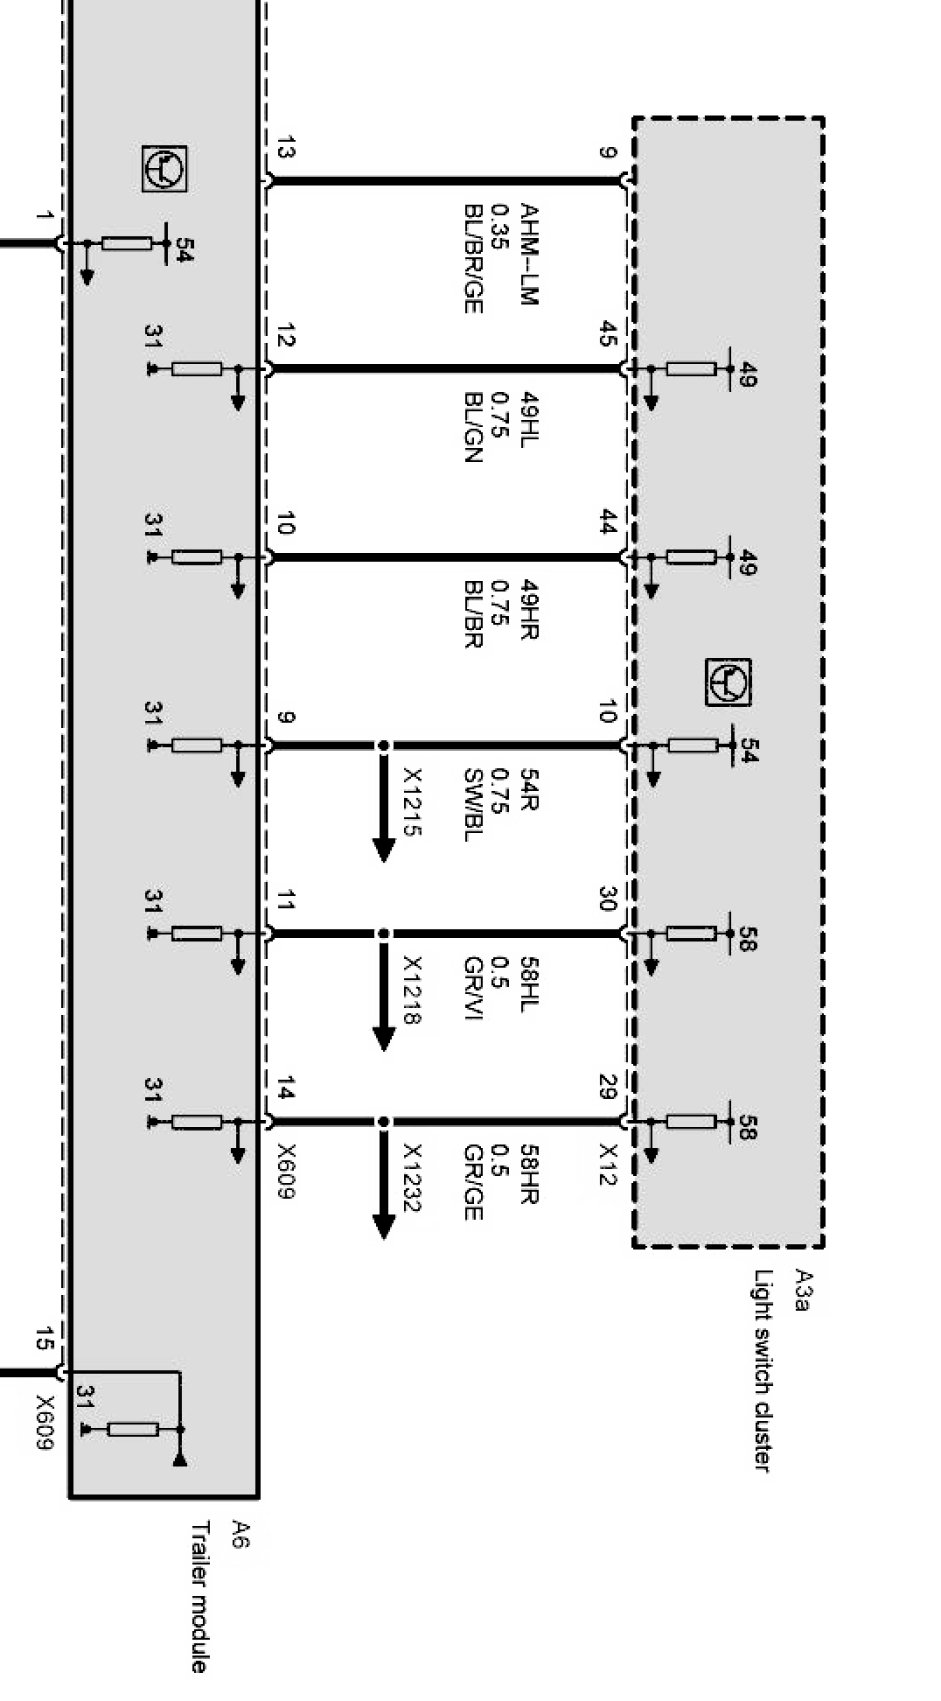 A3a
Light switch cluster
49
49
54
58
58
9
45
44
10
30
29
X12
AHM-LM
0.35
BL/BR/GE
49HL
0.75
BL/GN
49HR
0.75
BL/BR
54R
0.75
SW/BL
58HL
0.5
GR/VI
58HR
0.5
GR/GE
X1215
X1218
X1232
13
12
10
9
11
14
X609
A6
Trailer module
54
31
31
31
31
31
31
1
15
X609